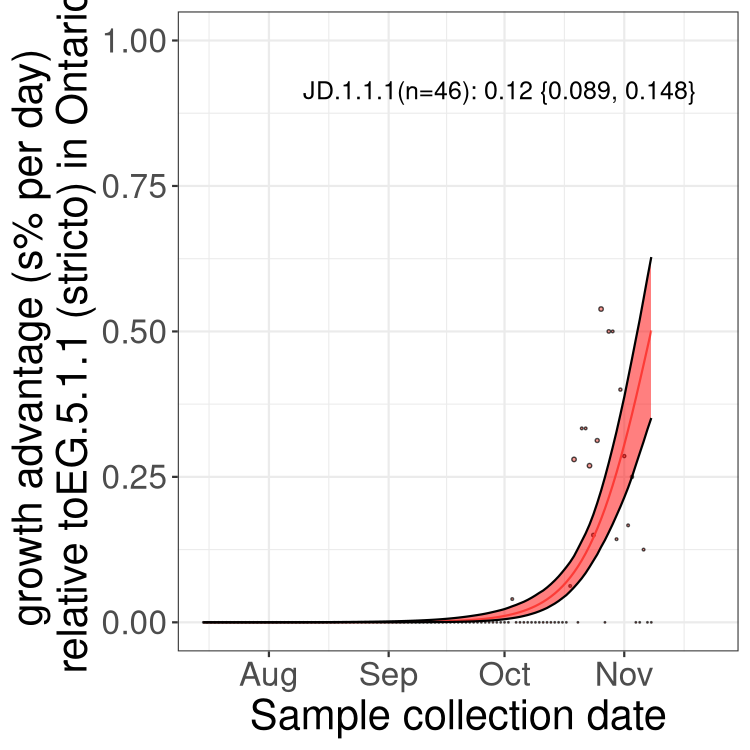 growth advantage (s% per day)
relative toEG.5.1.1 (stricto) in Ontario
1.00
0.75
0.50
0.25
0.00
JD.1.1.1(n=46): 0.12 {0.089, 0.148}
Aug Sep Oct Nov
Sample collection date